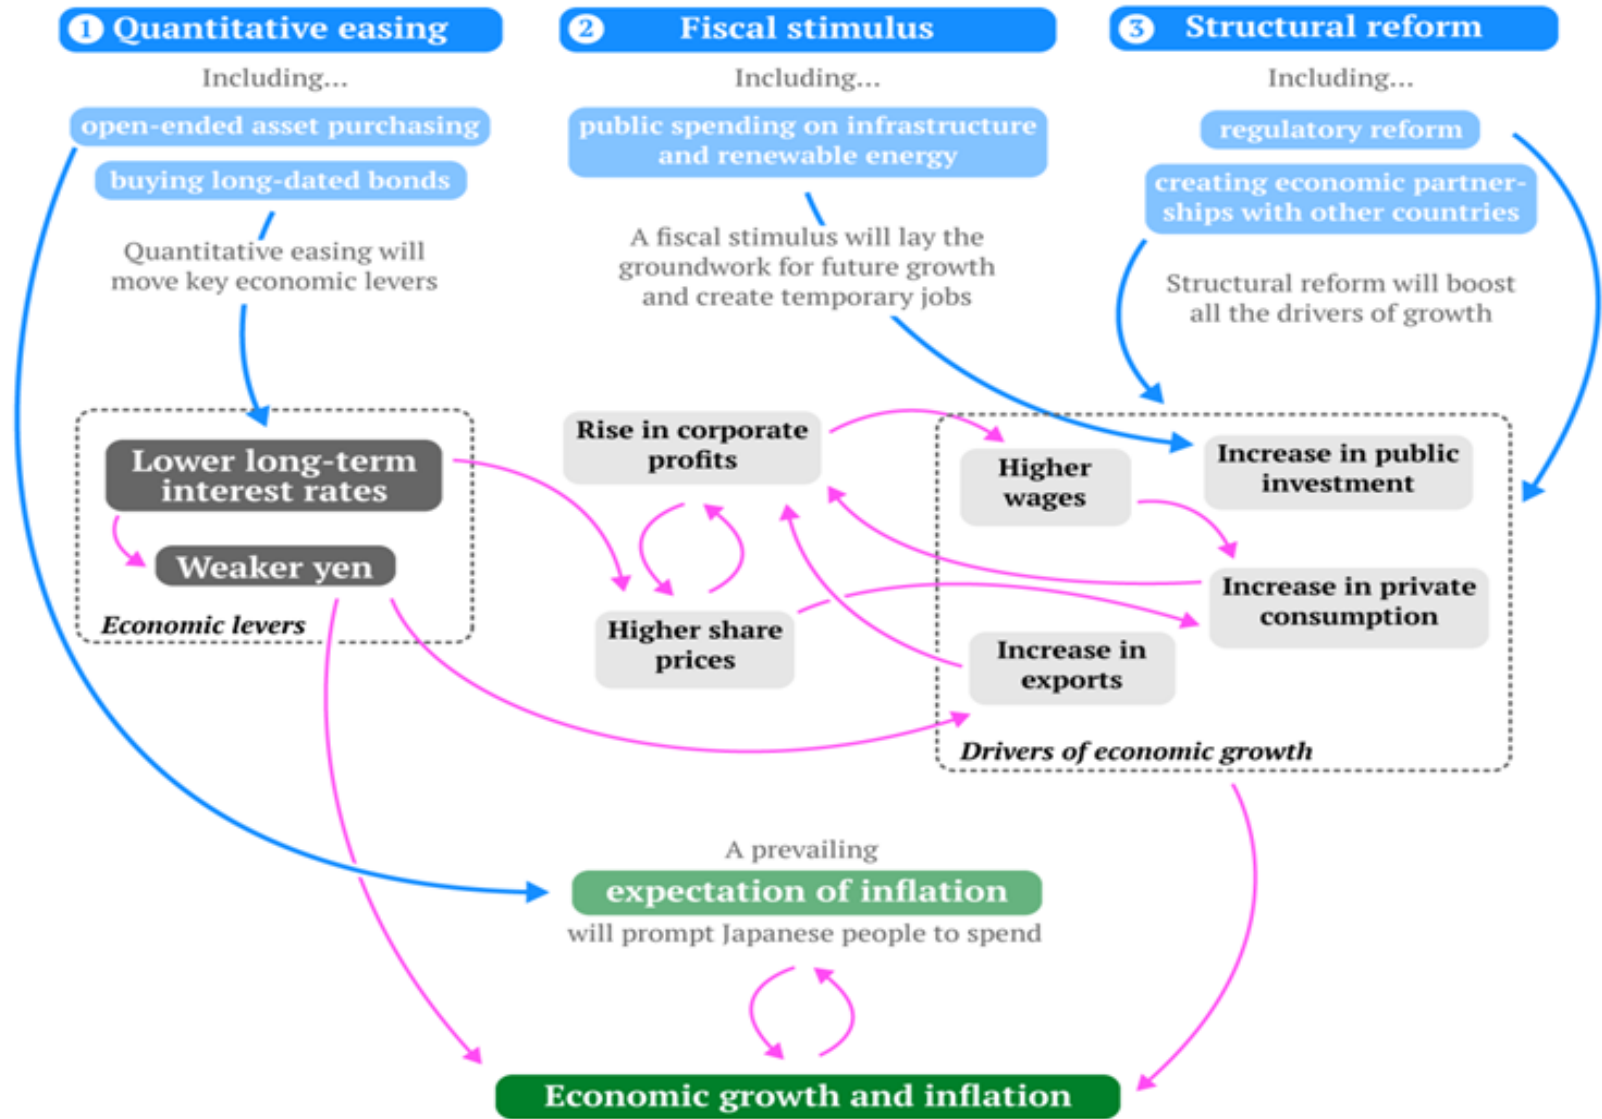 1 Quantitative easing
Including...
open-ended asset purchasing
buying long-dated bonds
Quantitative easing will
move key economic levers
2 Fiscal stimulus
Including...
public spending on infrastructure
and renewable energy
A fiscal stimulus will lay the
groundwork for future growth
and create temporary jobs
3 Structural reform
Including...
regulatory reform
creating economic partner-
ships with other countries
Structural reform will boost
all the drivers of growth
Lower long-term
interest rates
Weaker yen
Economic levers
Rise in corporate
profits
Higher share
prices
Higher
wages
Increase in public
investment
Increase in private
consumption
Increase in
exports
Drivers of economic growth
A prevailing
expectation of inflation
will prompt Japanese people to spend
Economic growth and inflation